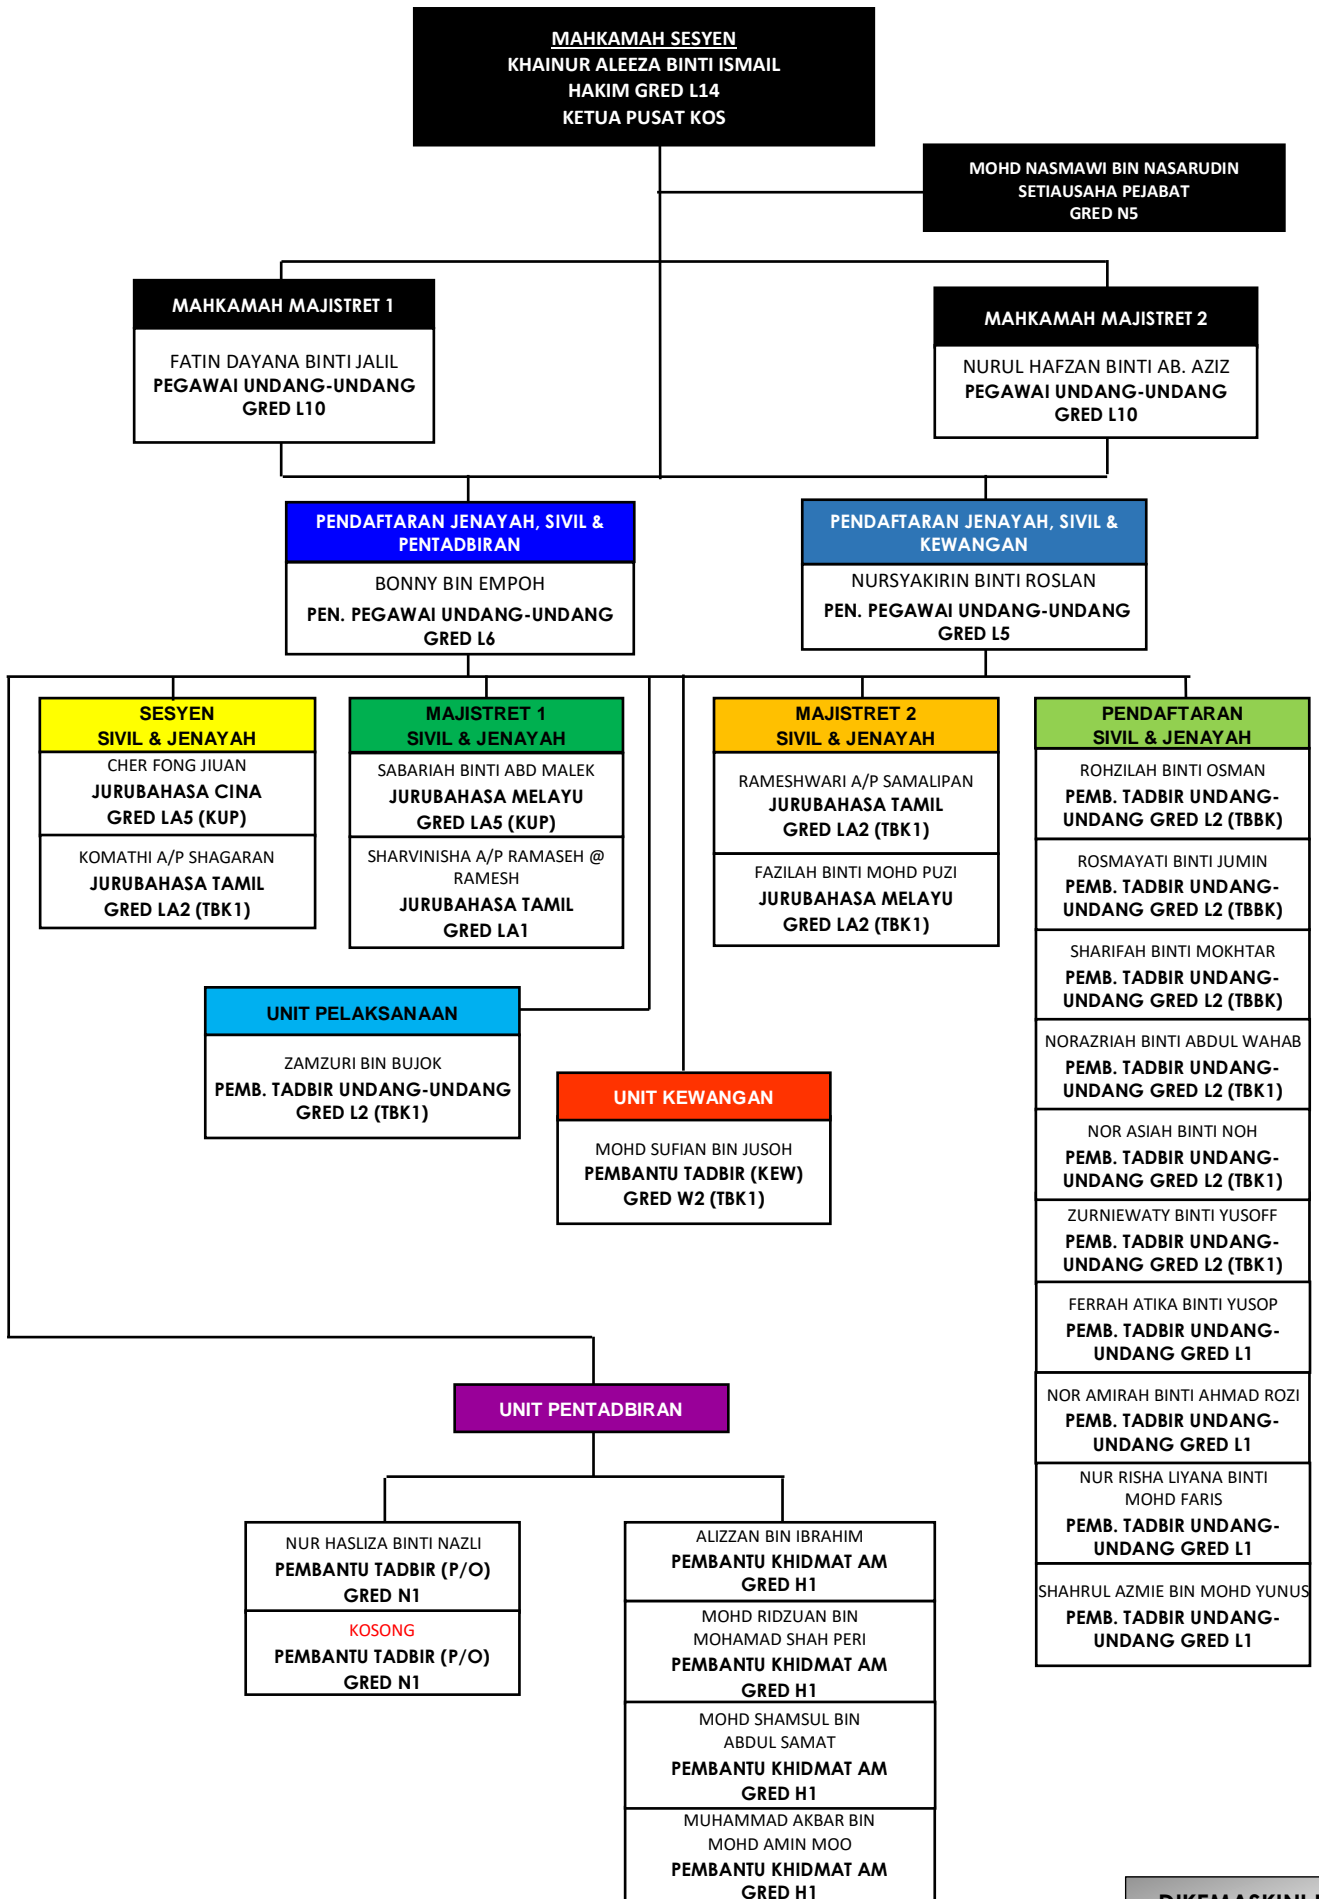 MAHKAMAH SESYEN
KHAINUR ALEEZA BINTI ISMAIL
HAKIM GRED L14
KETUA PUSAT KOS
MOHD NASMAWI BIN NASARUDIN
SETIAUSAHA PEJABAT
GRED N5
MAHKAMAH MAJISTRET 1
FATIN DAYANA BINTI JALIL
PEGAWAI UNDANG-UNDANG
GRED L10
MAHKAMAH MAJISTRET 2
NURUL HAFZAN BINTI AB. AZIZ
PEGAWAI UNDANG-UNDANG
GRED L10
PENDAFTARAN JENAYAH, SIVIL &
PENTADBIRAN
BONNY BIN EMPOH
PEN. PEGAWAI UNDANG-UNDANG
GRED L6
PENDAFTARAN JENAYAH, SIVIL &
KEWANGAN
NURSYAKIRIN BINTI ROSLAN
PEN. PEGAWAI UNDANG-UNDANG
GRED L5
SESYEN
SIVIL & JENAYAH
CHER FONG JIUAN
JURUBAHASA CINA
GRED LA5 (KUP)
KOMATHI A/P SHAGARAN
JURUBAHASA TAMIL
GRED LA2 (TBK1)
MAJISTRET 1
SIVIL & JENAYAH
SABARIAH BINTI ABD MALEK
JURUBAHASA MELAYU
GRED LA5 (KUP)
SHARVINISHA A/P RAMASEH @
RAMESH
JURUBAHASA TAMIL
GRED LA1
MAJISTRET 2
SIVIL & JENAYAH
RAMESHWARI A/P SAMALIPAN
JURUBAHASA TAMIL
GRED LA2 (TBK1)
FAZILAH BINTI MOHD PUZI
JURUBAHASA MELAYU
GRED LA2 (TBK1)
PENDAFTARAN
SIVIL & JENAYAH
ROHZILAH BINTI OSMAN
PEMB. TADBIR UNDANG-
UNDANG GRED L2 (TBBK)
ROSMAYATI BINTI JUMIN
PEMB. TADBIR UNDANG-
UNDANG GRED L2 (TBBK)
SHARIFAH BINTI MOKHTAR
PEMB. TADBIR UNDANG-
UNDANG GRED L2 (TBBK)
NORAZRIAH BINTI ABDUL WAHAB
PEMB. TADBIR UNDANG-
UNDANG GRED L2 (TBK1)
NOR ASIAH BINTI NOH
PEMB. TADBIR UNDANG-
UNDANG GRED L2 (TBK1)
ZURNIEWATY BINTI YUSOFF
PEMB. TADBIR UNDANG-
UNDANG GRED L2 (TBK1)
FERRAH ATIKA BINTI YUSOP
PEMB. TADBIR UNDANG-
UNDANG GRED L1
NOR AMIRAH BINTI AHMAD ROZI
PEMB. TADBIR UNDANG-
UNDANG GRED L1
NUR RISHA LIYANA BINTI
MOHD FARIS
PEMB. TADBIR UNDANG-
UNDANG GRED L1
SHAHRUL AZMIE BIN MOHD YUNUS
PEMB. TADBIR UNDANG-
UNDANG GRED L1
UNIT PELAKSANAAN
ZAMZURI BIN BUJOK
PEMB. TADBIR UNDANG-UNDANG
GRED L2 (TBK1)
UNIT KEWANGAN
MOHD SUFIAN BIN JUSOH
PEMBANTU TADBIR (KEW)
GRED W2 (TBK1)
UNIT PENTADBIRAN
NUR HASLIZA BINTI NAZLI
PEMBANTU TADBIR (P/O)
GRED N1
KOSONG
PEMBANTU TADBIR (P/O)
GRED N1
ALIZZAN BIN IBRAHIM
PEMBANTU KHIDMAT AM
GRED H1
MOHD RIDZUAN BIN
MOHAMAD SHAH PERI
PEMBANTU KHIDMAT AM
GRED H1
MOHD SHAMSUL BIN
ABDUL SAMAT
PEMBANTU KHIDMAT AM
GRED H1
MUHAMMAD AKBAR BIN
MOHD AMIN MOO
PEMBANTU KHIDMAT AM
GRED H1